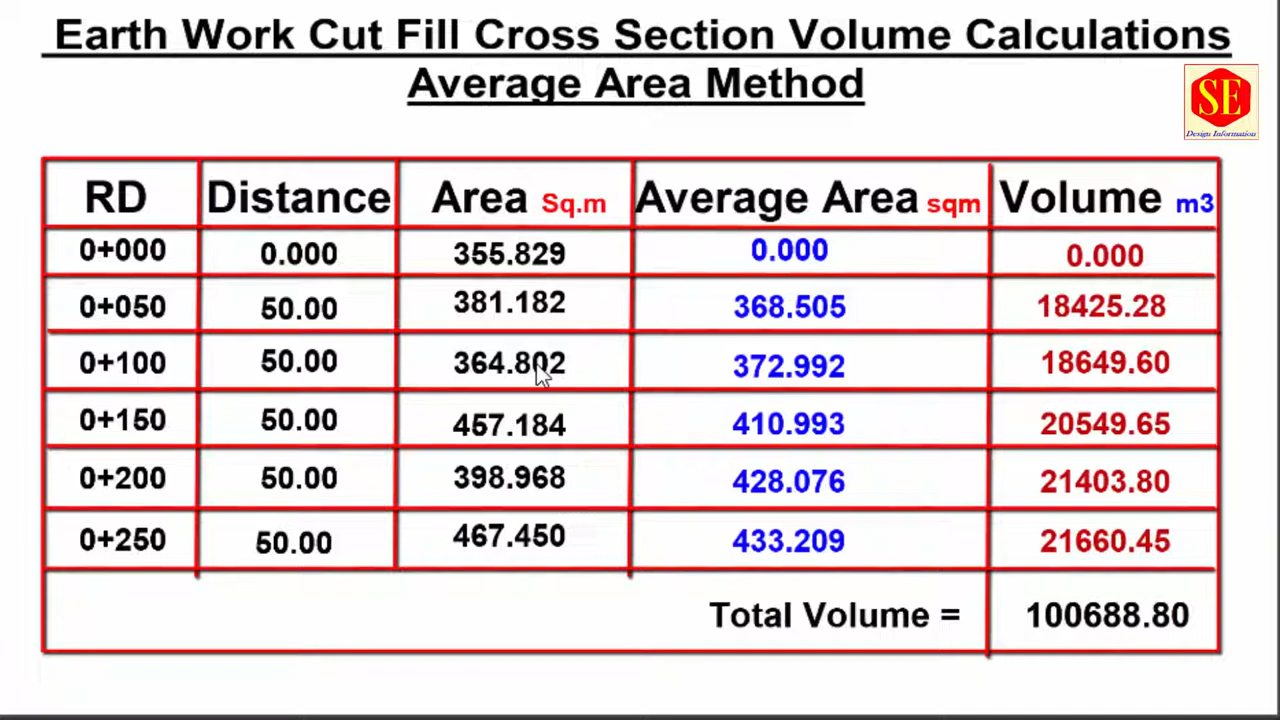 Earth Work Cut Fill Cross Section Volume Calculations
Average Area Method
SE
Design Information
RD Distance Area Sq.m Average Area sqm Volume m3
0+000 0.000 355.829 0.000 0.000
0+050 50.00 381.182 368.505 18425.28
0+100 50.00 364.802 372.992 18649.60
0+150 50.00 457.184 410.993 20549.65
0+200 50.00 398.968 428.076 21403.80
0+250 50.00 467.450 433.209 21660.45
Total Volume = 100688.80